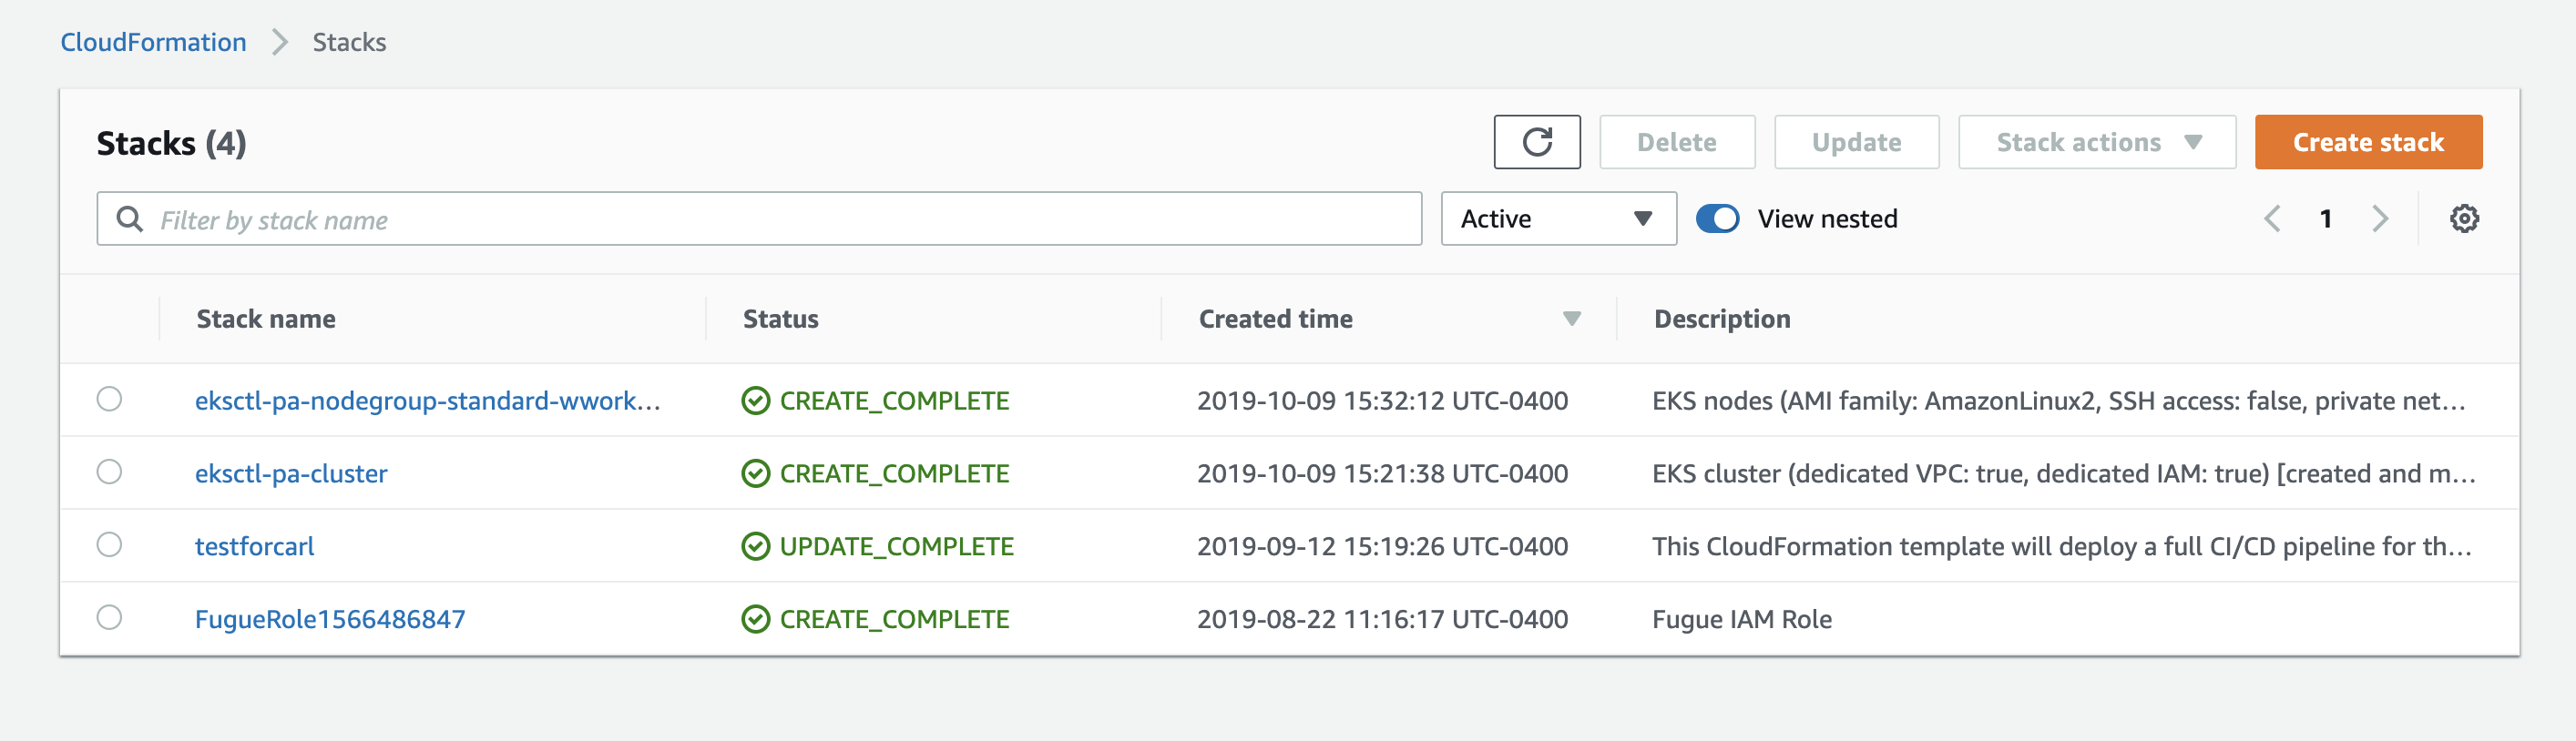 CloudFormation > Stacks
Stacks (4) Delete Update Stack actions Create stack
Filter by stack name Active View nested 1
Stack name Status Created time Description
eksctl-pa-nodegroup-standard-wwork... CREATE_COMPLETE 2019-10-09 15:32:12 UTC-0400 EKS nodes (AMI family: AmazonLinux2, SSH access: false, private net...
eksctl-pa-cluster CREATE_COMPLETE 2019-10-09 15:21:38 UTC-0400 EKS cluster (dedicated VPC: true, dedicated IAM: true) [created and m...
testforcarl UPDATE_COMPLETE 2019-09-12 15:19:26 UTC-0400 This CloudFormation template will deploy a full CI/CD pipeline for th...
FugueRole1566486847 CREATE_COMPLETE 2019-08-22 11:16:17 UTC-0400 Fugue IAM Role